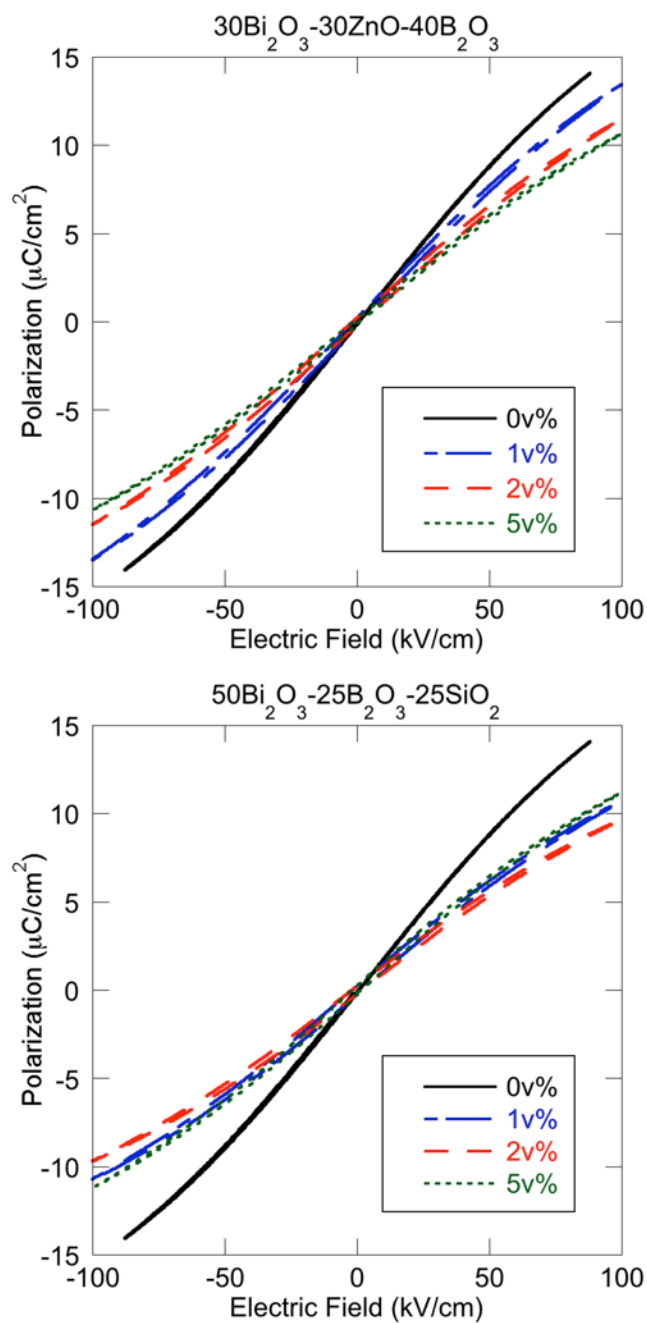 30Bi₂O₃-30ZnO-40B₂O₃
15
10
5
0
-5
-10
-15
Polarization (μC/cm²)
0v%
1v%
2v%
5v%
-100 -50 0 50 100
Electric Field (kV/cm)
50Bi₂O₃-25B₂O₃-25SiO₂
15
10
5
0
-5
-10
-15
Polarization (μC/cm²)
0v%
1v%
2v%
5v%
-100 -50 0 50 100
Electric Field (kV/cm)